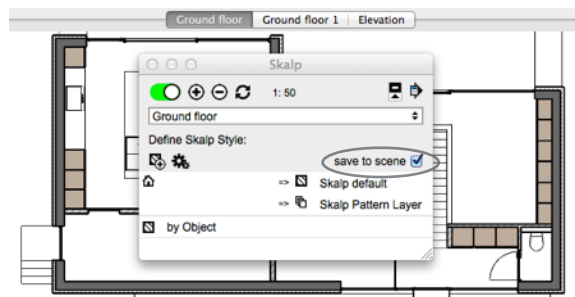 Ground floor Ground floor 1 Elevation
Skalp
1: 50
Ground floor
Define Skalp Style:
save to scene
=> Skalp default
=> Skalp Pattern Layer
by Object